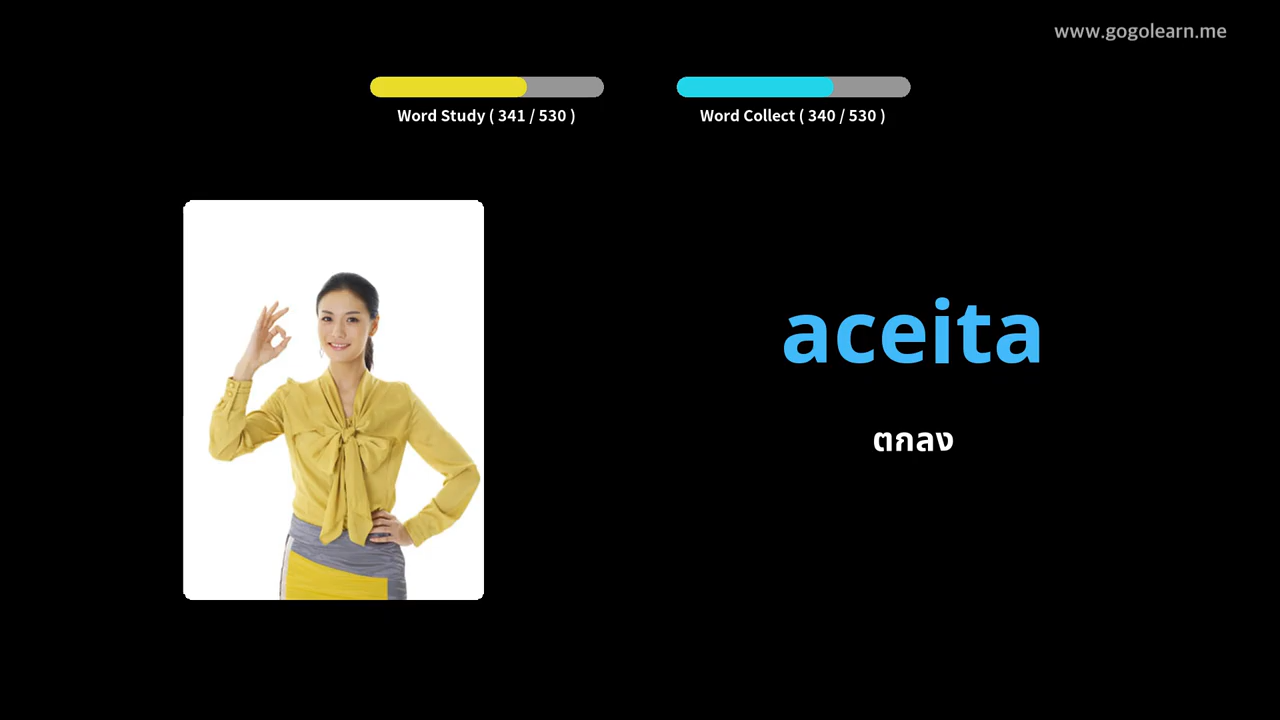 www.gogolearn.me
Word Study ( 341 / 530 )
Word Collect ( 340 / 530 )
aceita
ตกลง